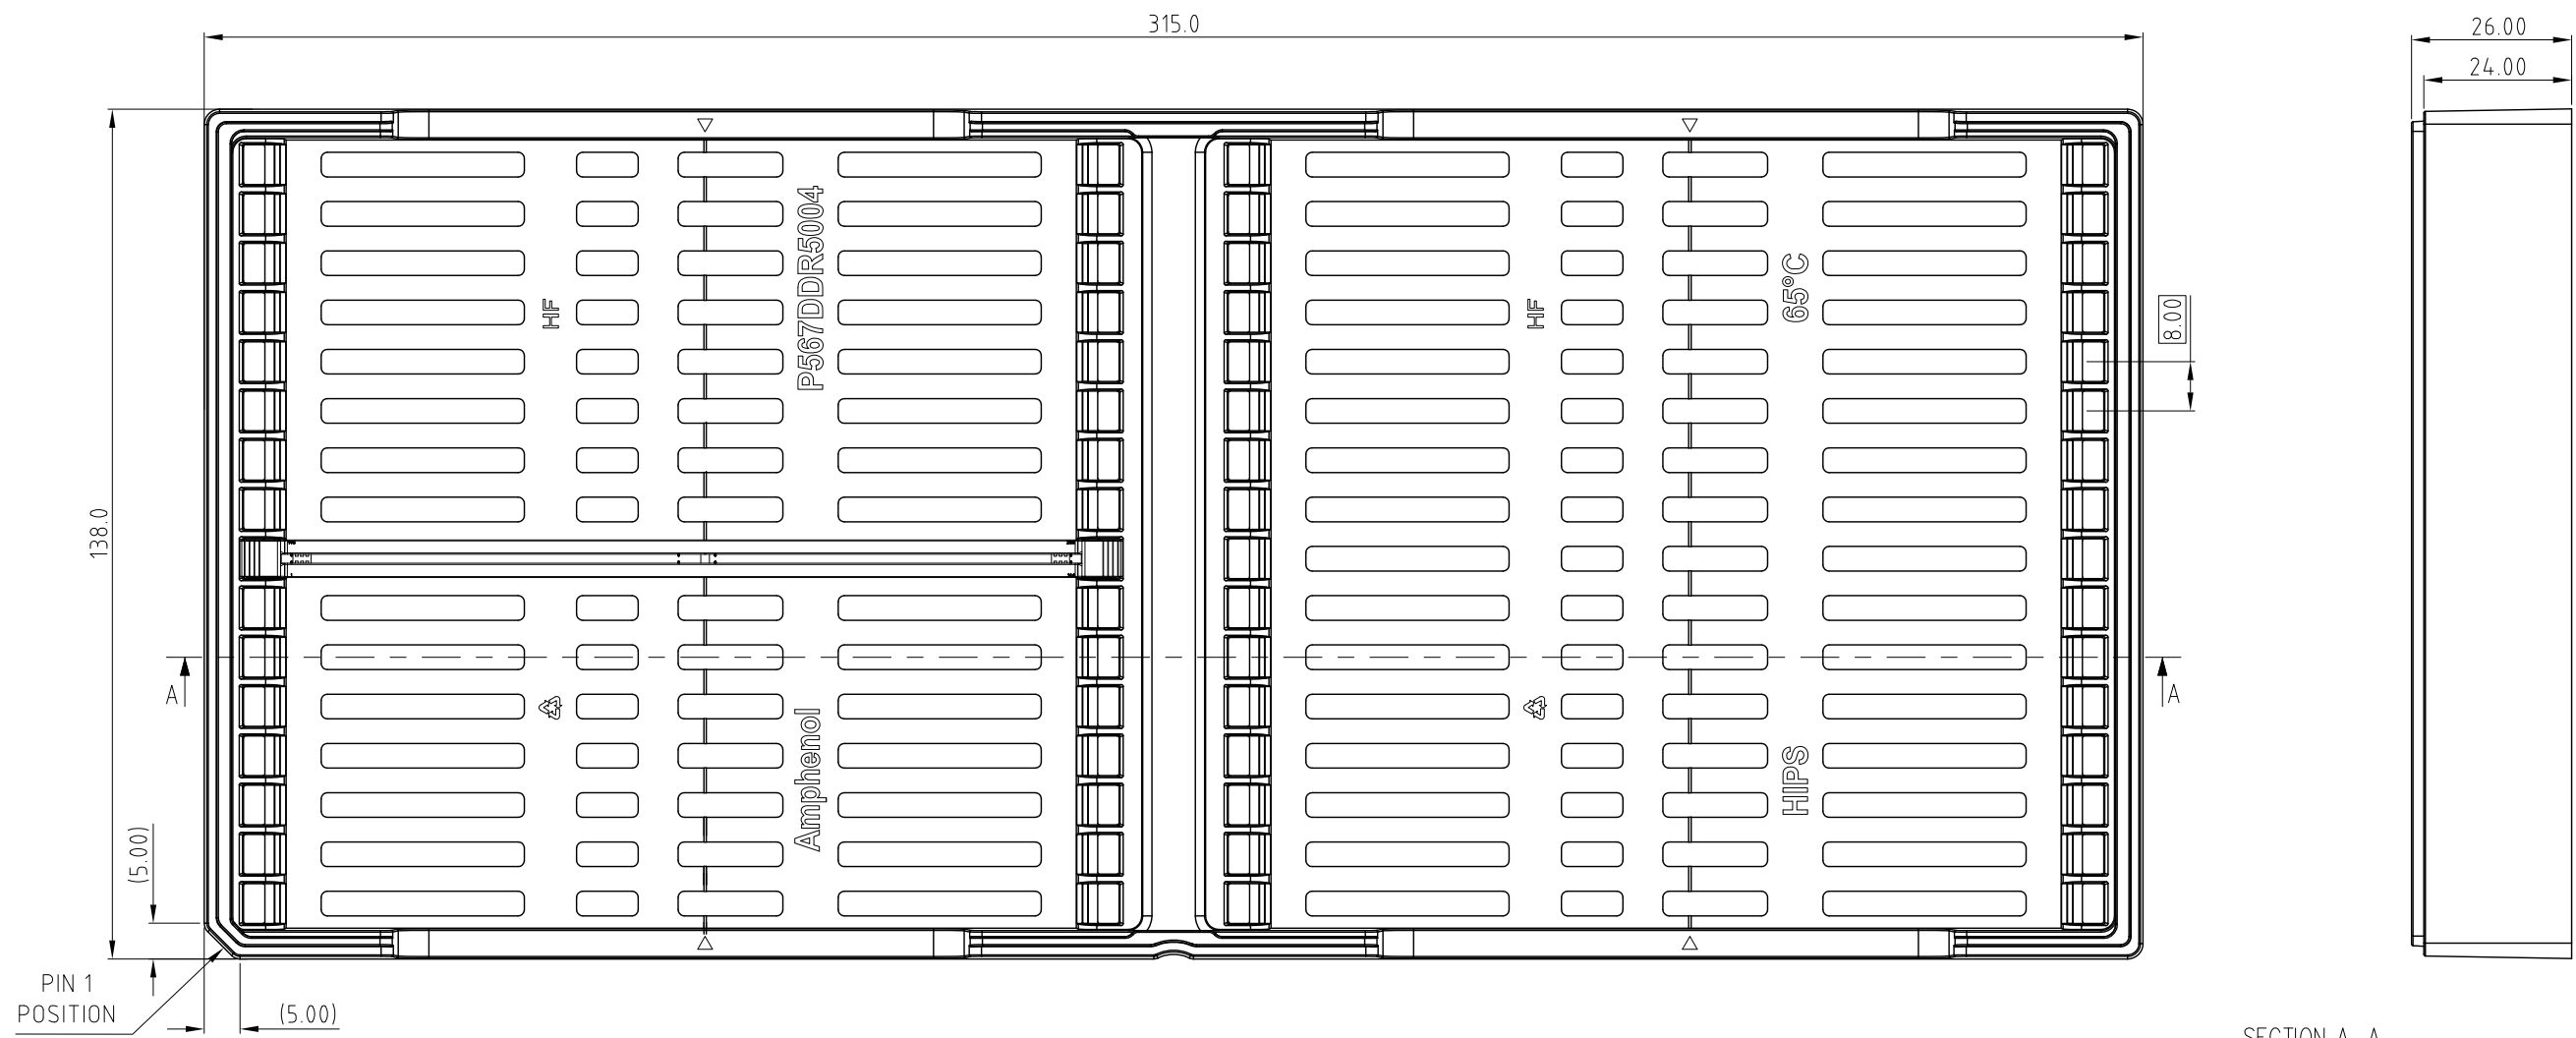 315.0
26.00
24.00
138.0
P567DDR5004
HF
HF
65°C
8.00
A
A
Amphenol
HIPS
(5.00)
PIN 1
POSITION
(5.00)
SECTION A-A